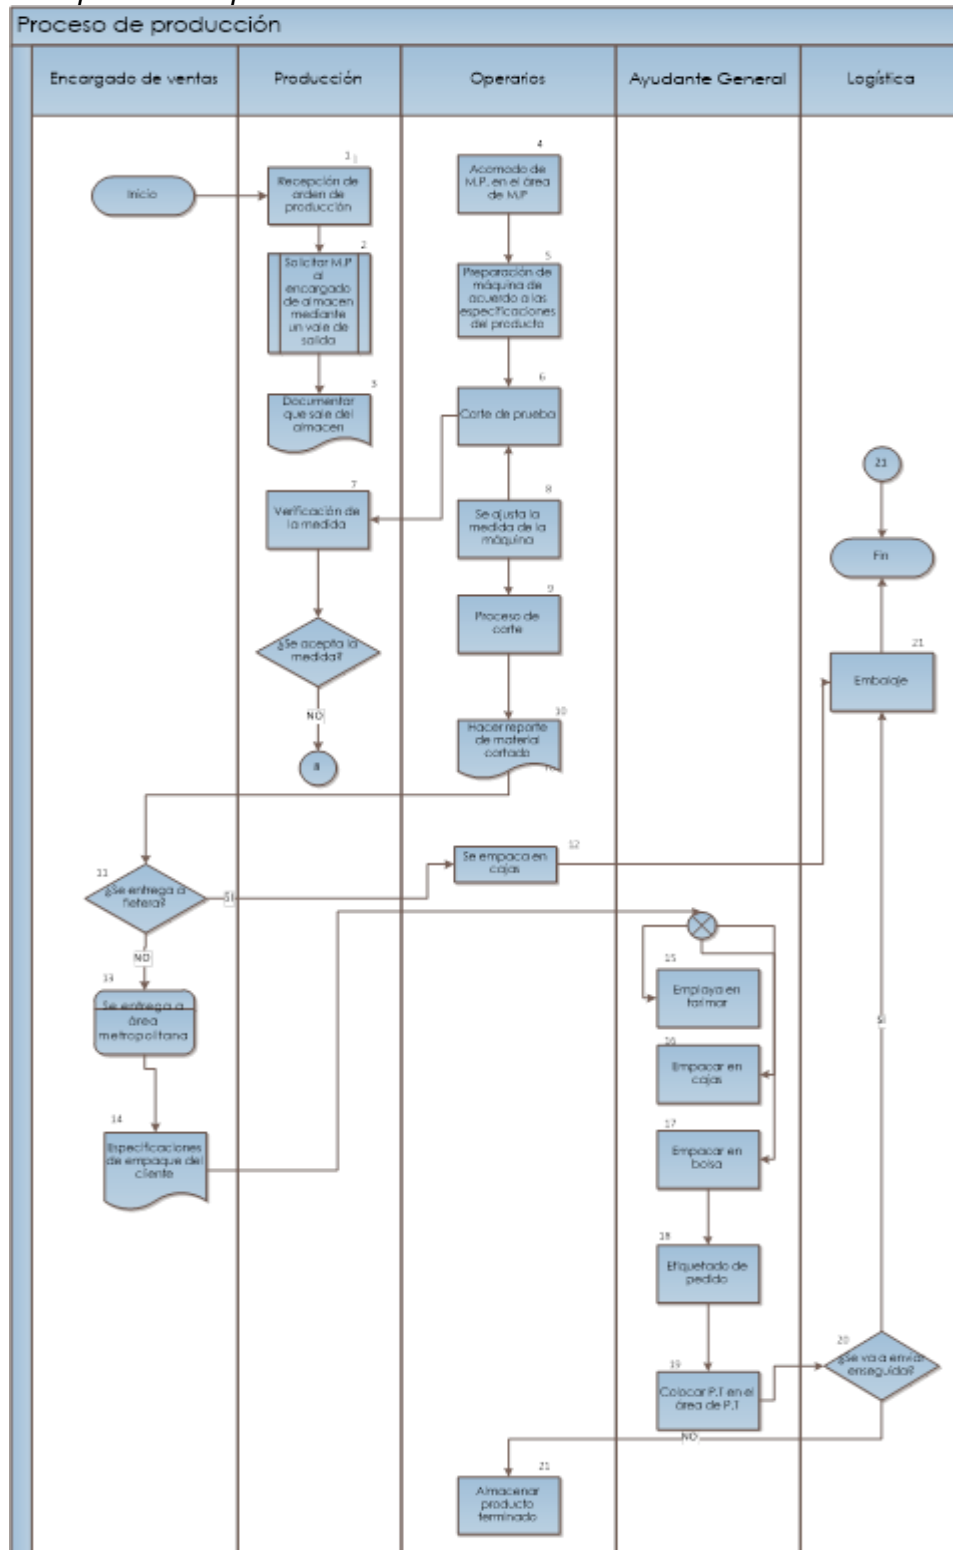 Proceso de producción
Encargado de ventas
Producción
Operarios
Ayudante General
Logística
Inicio
1
Recepción de
orden de
producción
2
Solicitar M.P
al
encargado
de almacen
mediante
un vale de
salida
3
Documentar
que sale del
almacen
4
Acomodo de
M.P. en el área
de M.P
5
Preparación de
máquina de
acuerdo a las
especificaciones
del producto
6
Corte de prueba
7
Verificación de
la medida
¿Se acepta la
medida?
NO
8
8
Se ajusta la
medida de la
máquina
9
Proceso de
corte
10
Hacer reporte
de material
cortado
11
¿Se entrega a
fletera?
SI
NO
12
Se empaca en
cajas
13
Se entrega a
área
metropolitana
14
Especificaciones
de empaque del
cliente
15
Emplaya en
tarimar
16
Empacar en
cajas
17
Empacar en
bolsa
18
Etiquetado de
pedido
19
Colocar P.T en el
área de P.T
20
¿Se va a enviar
enseguida?
SI
NO
21
Almacenar
producto
terminado
21
Embalaje
Fin
21